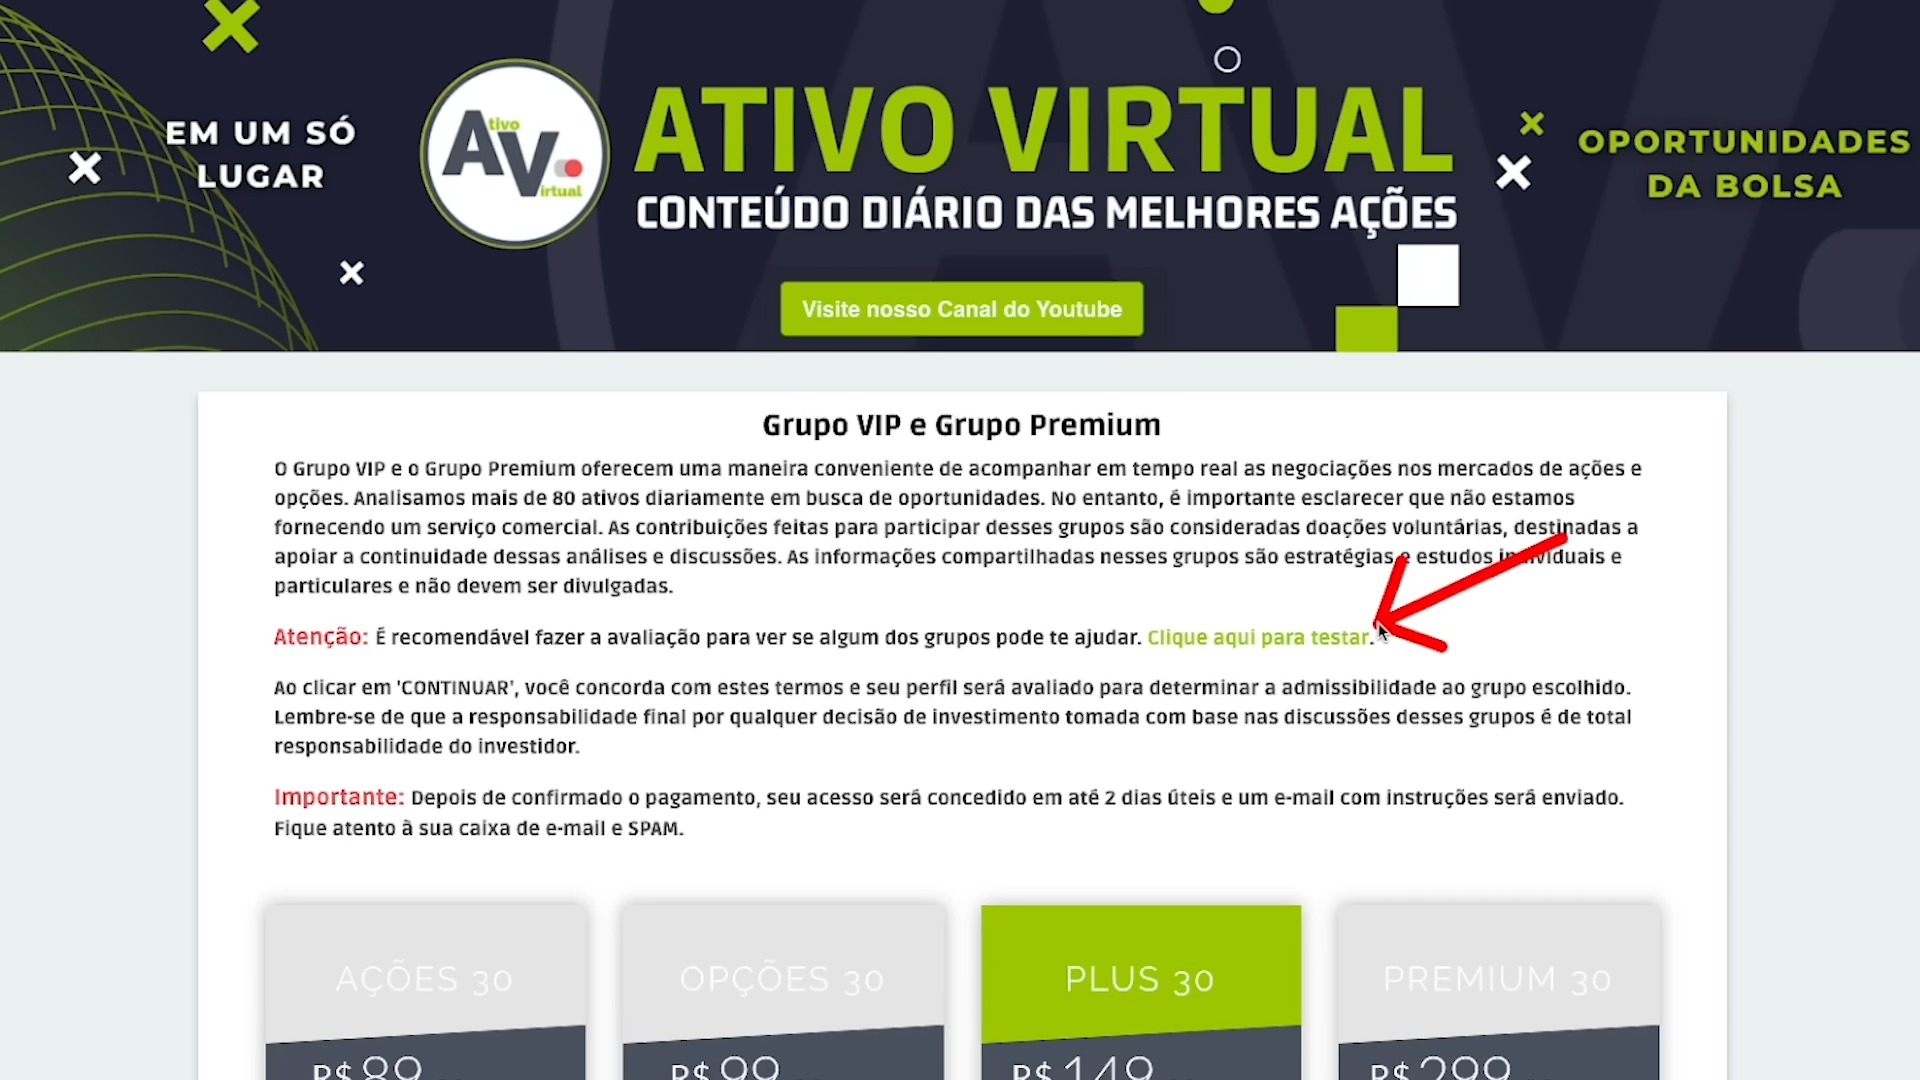 EM UM SÓ
LUGAR
Ativo
Virtual
ATIVO VIRTUAL
CONTEÚDO DIÁRIO DAS MELHORES AÇÕES
OPORTUNIDADES
DA BOLSA
Visite nosso Canal do Youtube
Grupo VIP e Grupo Premium
O Grupo VIP e o Grupo Premium oferecem uma maneira conveniente de acompanhar em tempo real as negociações nos mercados de ações e
opções. Analisamos mais de 80 ativos diariamente em busca de oportunidades. No entanto, é importante esclarecer que não estamos
fornecendo um serviço comercial. As contribuições feitas para participar desses grupos são consideradas doações voluntárias, destinadas a
apoiar a continuidade dessas análises e discussões. As informações compartilhadas nesses grupos são estratégias e estudos individuais e
particulares e não devem ser divulgadas.
Atenção: É recomendável fazer a avaliação para ver se algum dos grupos pode te ajudar. Clique aqui para testar.
Ao clicar em 'CONTINUAR', você concorda com estes termos e seu perfil será avaliado para determinar a admissibilidade ao grupo escolhido.
Lembre-se de que a responsabilidade final por qualquer decisão de investimento tomada com base nas discussões desses grupos é de total
responsabilidade do investidor.
Importante: Depois de confirmado o pagamento, seu acesso será concedido em até 2 dias úteis e um e-mail com instruções será enviado.
Fique atento à sua caixa de e-mail e SPAM.
AÇÕES 30
OPÇÕES 30
PLUS 30
PREMIUM 30
R$ 89
R$ 99
R$ 149
R$ 299